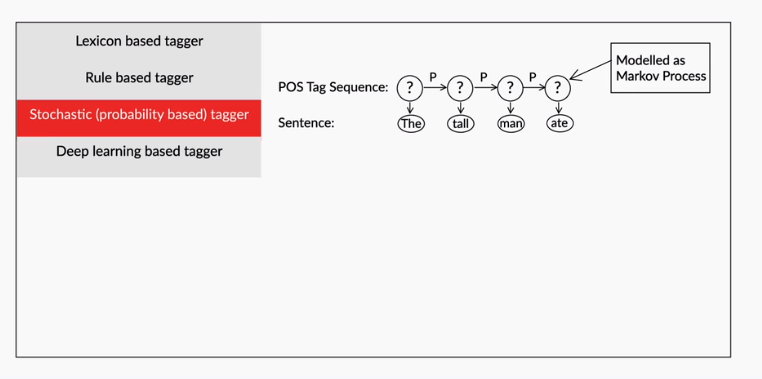 Lexicon based tagger
Rule based tagger
Stochastic (probability based) tagger
Deep learning based tagger
Modelled as
Markov Process
P P P
POS Tag Sequence: ? ? ? ?
Sentence: The tall man ate